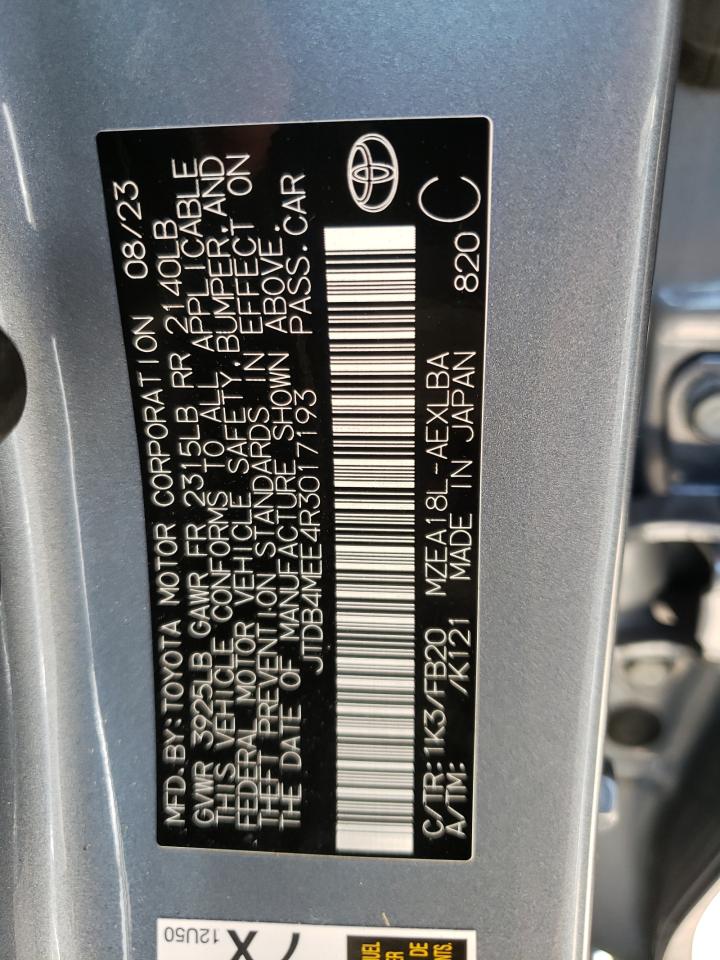 MFD.BY:TOYOTA MOTOR CORPORATION 08/23
GVWR 3925LB GAWR FR 2315LB RR 2140LB
THIS VEHICLE CONFORMS TO ALL APPLICABLE
FEDERAL MOTOR VEHICLE SAFETY,BUMPER,AND
THEFT PREVENTION STANDARDS IN EFFECT ON
THE DATE OF MANUFACTURE SHOWN ABOVE.
JTDB4MEE4R3017193 PASS.CAR
C/TR:1K3/FB20 MZEA18L-AEXLBA 820 C
A/TM: /K121 MADE IN JAPAN
12U50
X
DE